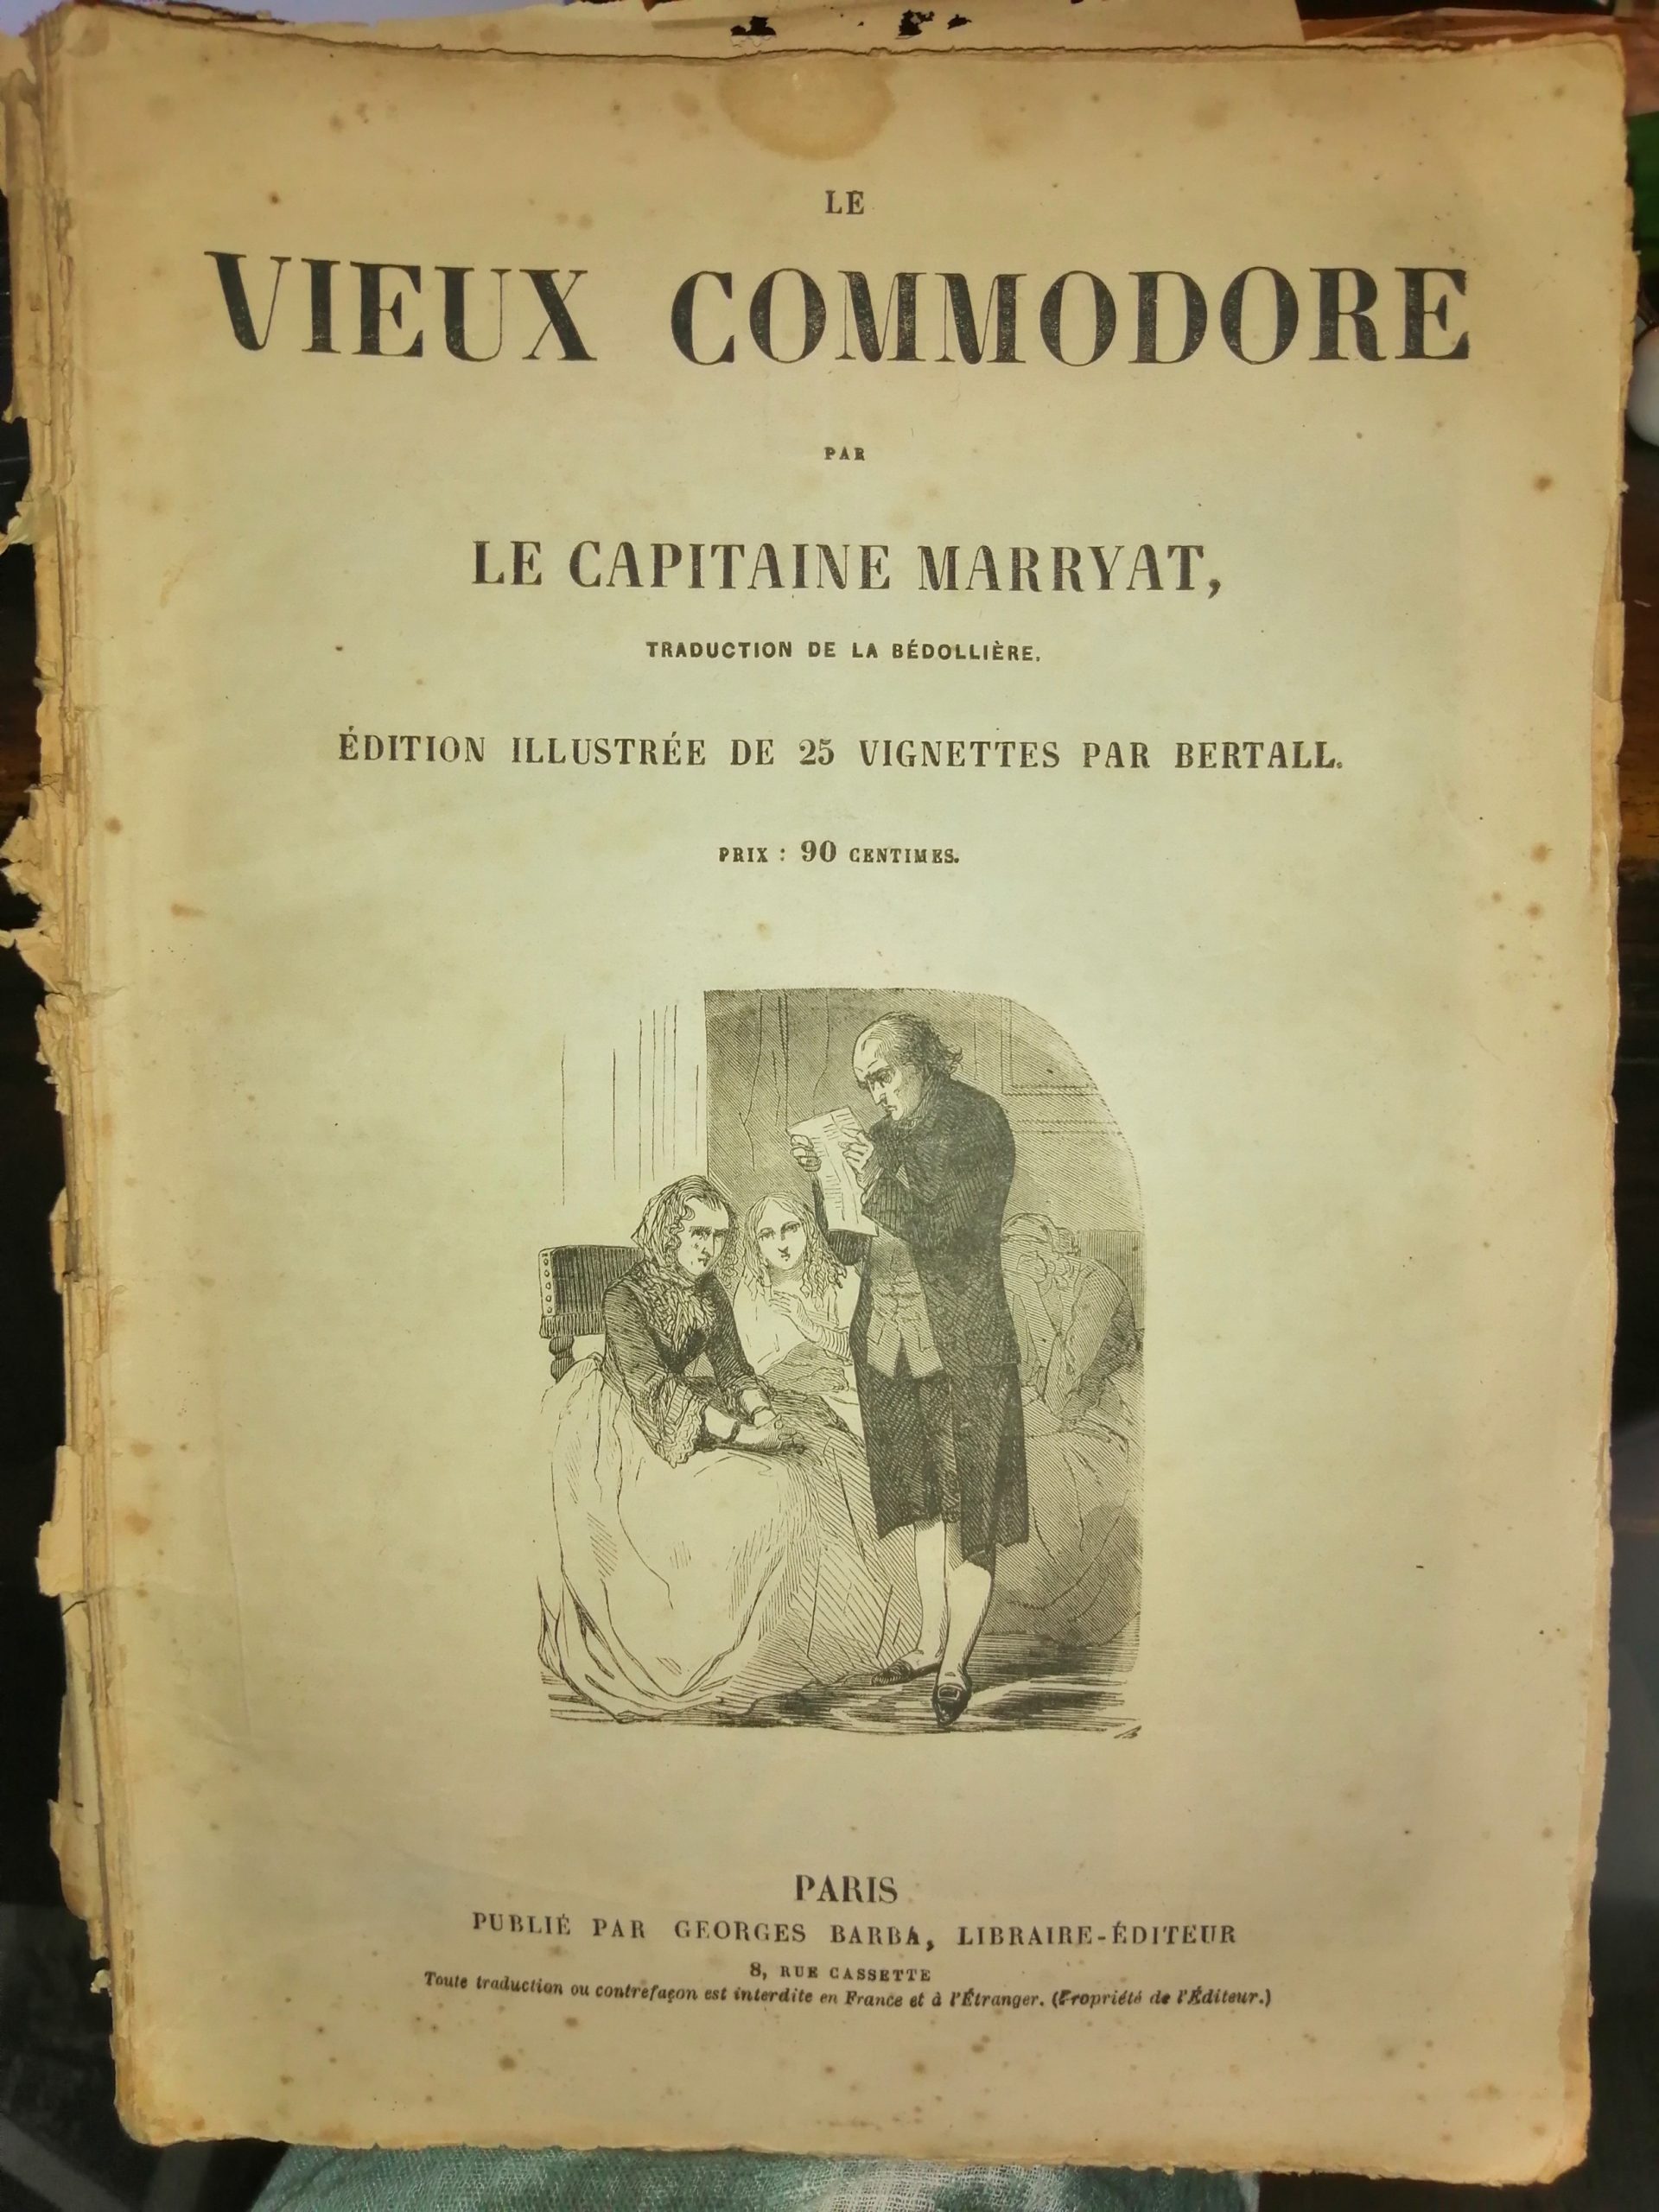 LE
VIEUX COMMODORE
PAR
LE CAPITAINE MARRYAT,
TRADUCTION DE LA BÉDOLLIÈRE.
ÉDITION ILLUSTRÉE DE 25 VIGNETTES PAR BERTALL.
PRIX : 90 CENTIMES.
PARIS
PUBLIÉ PAR GEORGES BARBA, LIBRAIRE-ÉDITEUR
8, RUE CASSETTE
Toute traduction ou contrefaçon est interdite en France et à l'Étranger. (Propriété de l'Éditeur.)